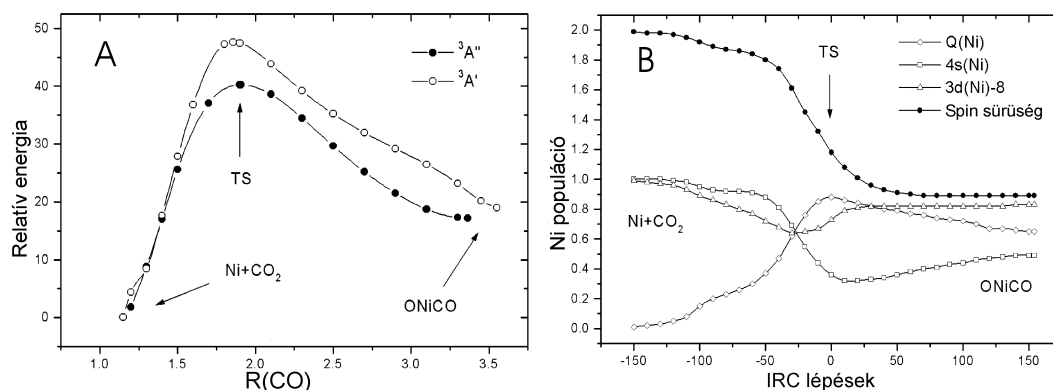 A
50
40
30
20
10
0
Relatív energia
1.0
1.5
2.0
2.5
3.0
3.5
R(CO)
³A''
³A'
TS
Ni+CO₂
ONiCO
B
2.0
1.8
1.6
1.4
1.2
1.0
0.8
0.6
0.4
0.2
0.0
Ni populáció
-150
-100
-50
0
50
100
150
IRC lépések
TS
Q(Ni)
4s(Ni)
3d(Ni)-8
Spin sürüség
Ni+CO₂
ONiCO